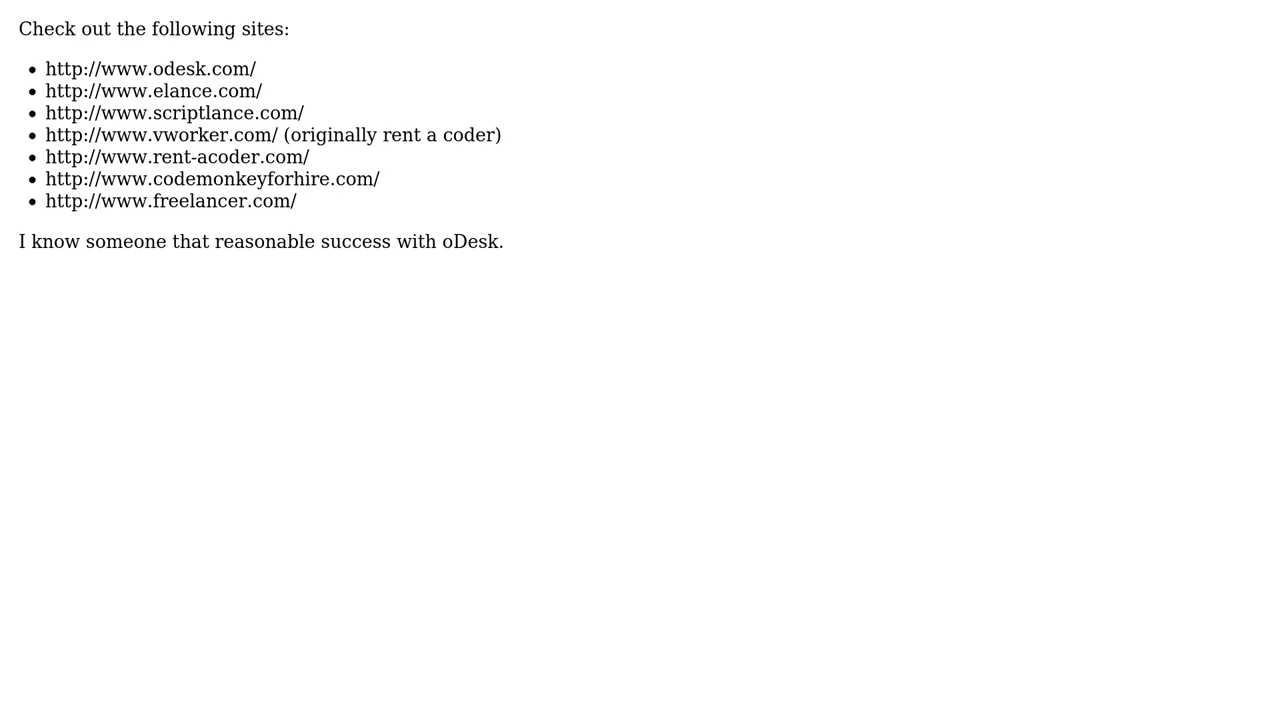 Check out the following sites:
• http://www.odesk.com/
• http://www.elance.com/
• http://www.scriptlance.com/
• http://www.vworker.com/ (originally rent a coder)
• http://www.rent-acoder.com/
• http://www.codemonkeyforhire.com/
• http://www.freelancer.com/
I know someone that reasonable success with oDesk.